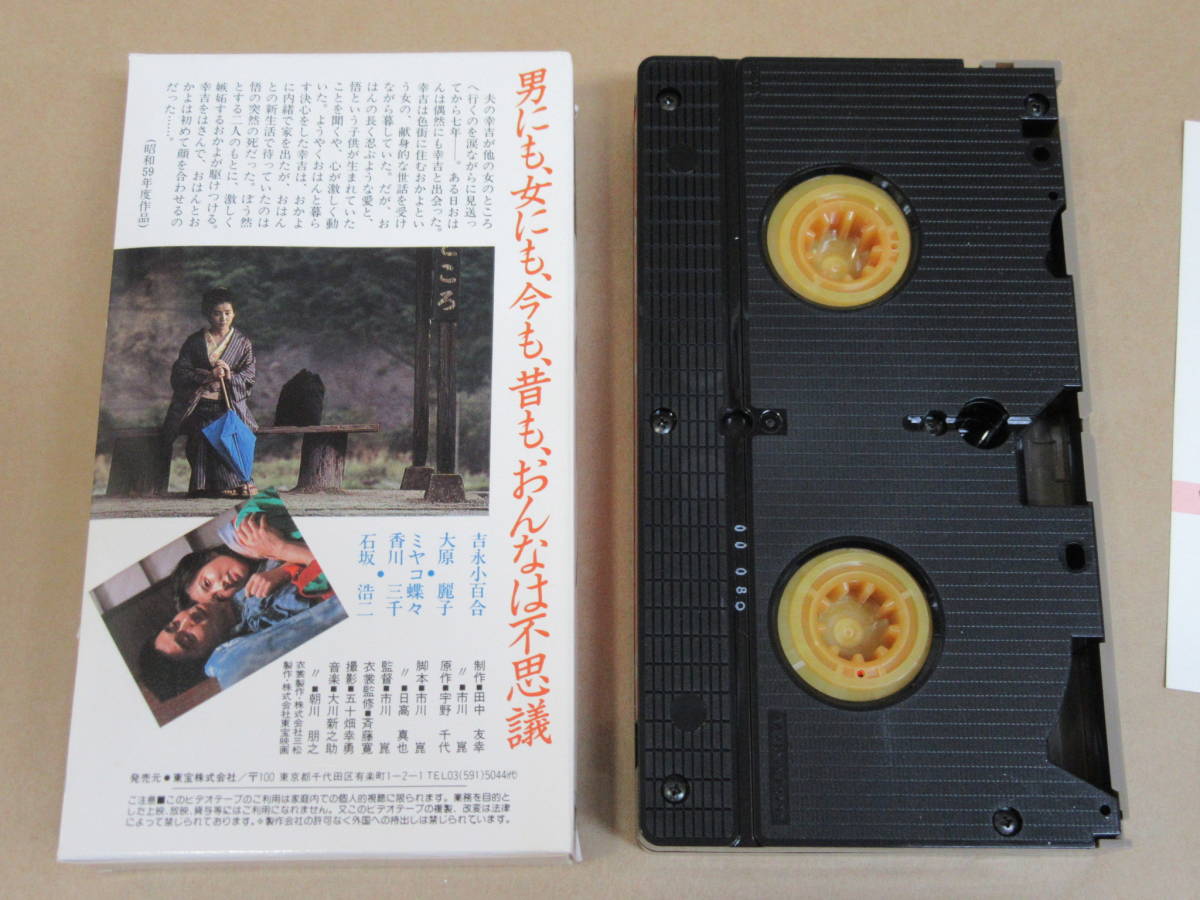 男にも、女にも、今も、昔も、おんなは不思議
夫の幸吉が他の女のところ
へ行くのを涙ながらに見送っ
てから七年――。ある日おは
んは偶然にも幸吉と出会った。
幸吉は色街に住むおかよとい
う女の、献身的な世話を受け
ながら暮していた。だが、お
はんの長く忍ぶような愛と、
悟という子供が生まれていた
ことを聞くや、心が激しく動
いた。ようやくおはんと暮ら
す決心をした幸吉は、おかよ
に内緒で家を出たが、おはん
との新生活で待っていたのは
悟の突然の死だった。ぼう然
とする二人のもとに、激しく
嫉妬するおかよが駆けつける。
幸吉をはさんで、おはんとお
かよは初めて顔を合わせるの
だった……。
(昭和59年度作品)
ころ
吉永小百合
大原 麗子
ミヤコ蝶々
香川 三千
石坂 浩二
制作■田中 友幸
〃■市川 崑
原作■宇野 千代
脚本■市川 崑
〃■日高 真也
監督■市川 崑
衣裳監修■斉藤 寛
撮影■五十畑幸勇
音楽■大川新之助
〃■朝川 朋之
衣裳製作・株式会社三松
製作・株式会社東宝映画
発売元●東宝株式会社/〒100 東京都千代田区有楽町1-2-1 TEL03(591)5044(代)
ご注意■このビデオテープのご利用は家庭内での個人的視聴に限られます。業務を目的と
した上映、放映、貸与等にはご利用になれません。又このビデオテープの複製、改変は法律
によって禁じられております。*製作会社の許可なく外国への持出しは禁じられています。
00 080